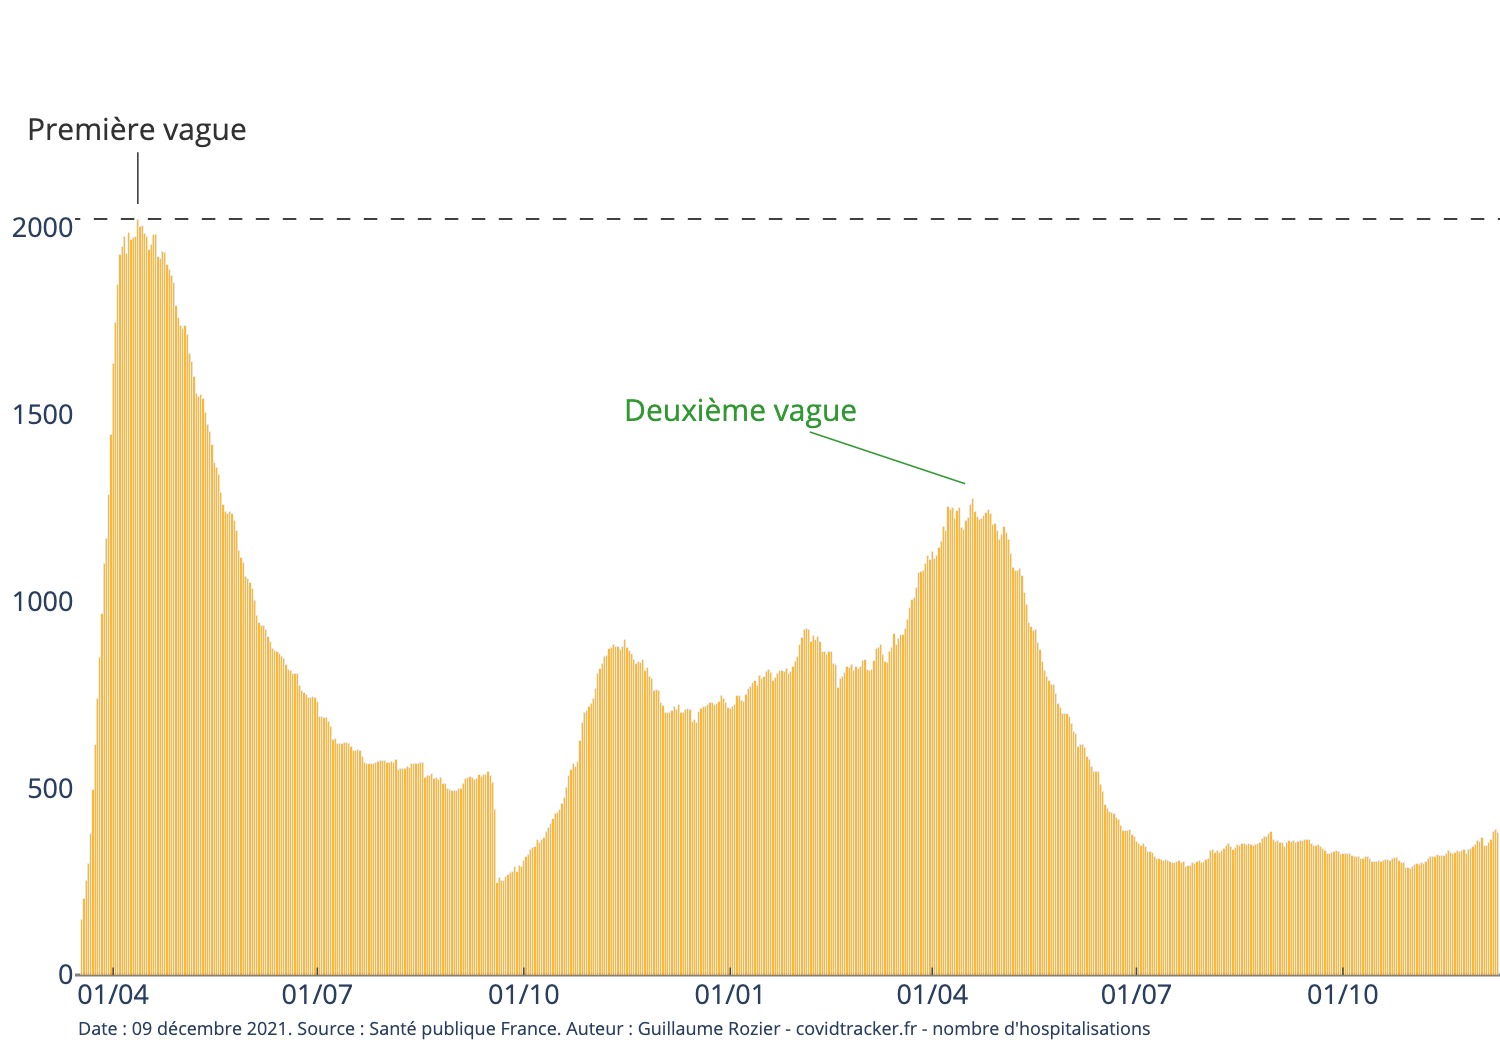 Première vague
2000
1500
Deuxième vague
1000
500
0
01/04 01/07 01/10 01/01 01/04 01/07 01/10
Date : 09 décembre 2021. Source : Santé publique France. Auteur : Guillaume Rozier - covidtracker.fr - nombre d'hospitalisations